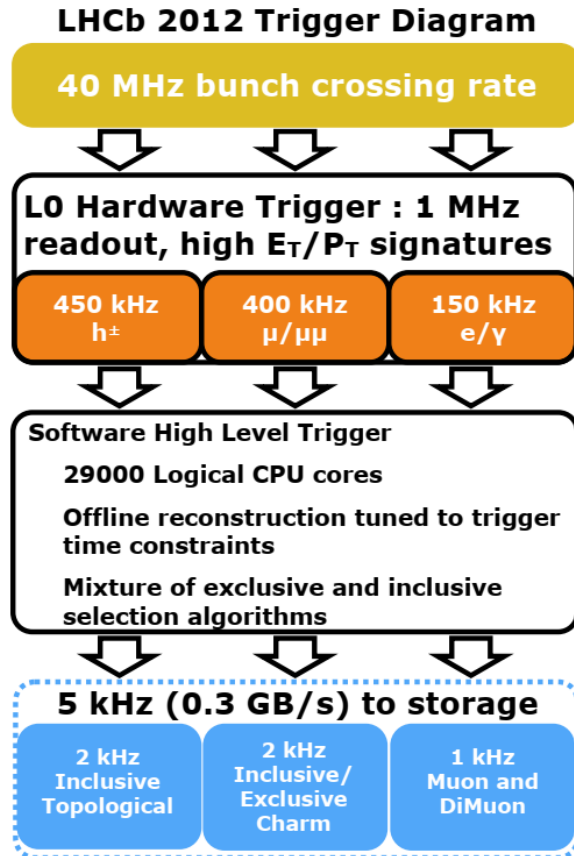 LHCb 2012 Trigger Diagram
40 MHz bunch crossing rate
L0 Hardware Trigger : 1 MHz
readout, high E_T/P_T signatures
450 kHz
h±
400 kHz
μ/μμ
150 kHz
e/γ
Software High Level Trigger
29000 Logical CPU cores
Offline reconstruction tuned to trigger
time constraints
Mixture of exclusive and inclusive
selection algorithms
5 kHz (0.3 GB/s) to storage
2 kHz
Inclusive
Topological
2 kHz
Inclusive/
Exclusive
Charm
1 kHz
Muon and
DiMuon